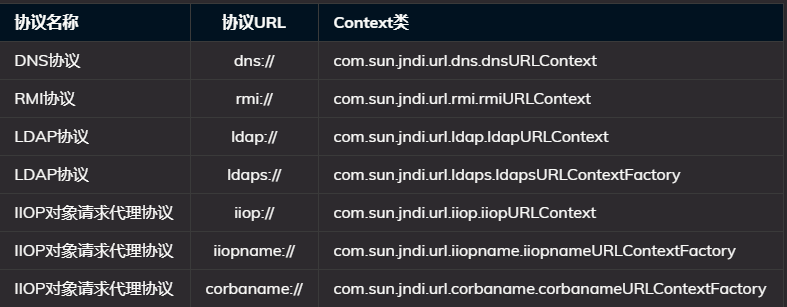 协议名称 协议URL Context类
DNS协议 dns:// com.sun.jndi.url.dns.dnsURLContext
RMI协议 rmi:// com.sun.jndi.url.rmi.rmiURLContext
LDAP协议 ldap:// com.sun.jndi.url.ldap.ldapURLContext
LDAP协议 ldaps:// com.sun.jndi.url.ldaps.ldapsURLContextFactory
IIOP对象请求代理协议 iiop:// com.sun.jndi.url.iiop.iiopURLContext
IIOP对象请求代理协议 iiopname:// com.sun.jndi.url.iiopname.iiopnameURLContextFactory
IIOP对象请求代理协议 corbaname:// com.sun.jndi.url.corbaname.corbanameURLContextFactory